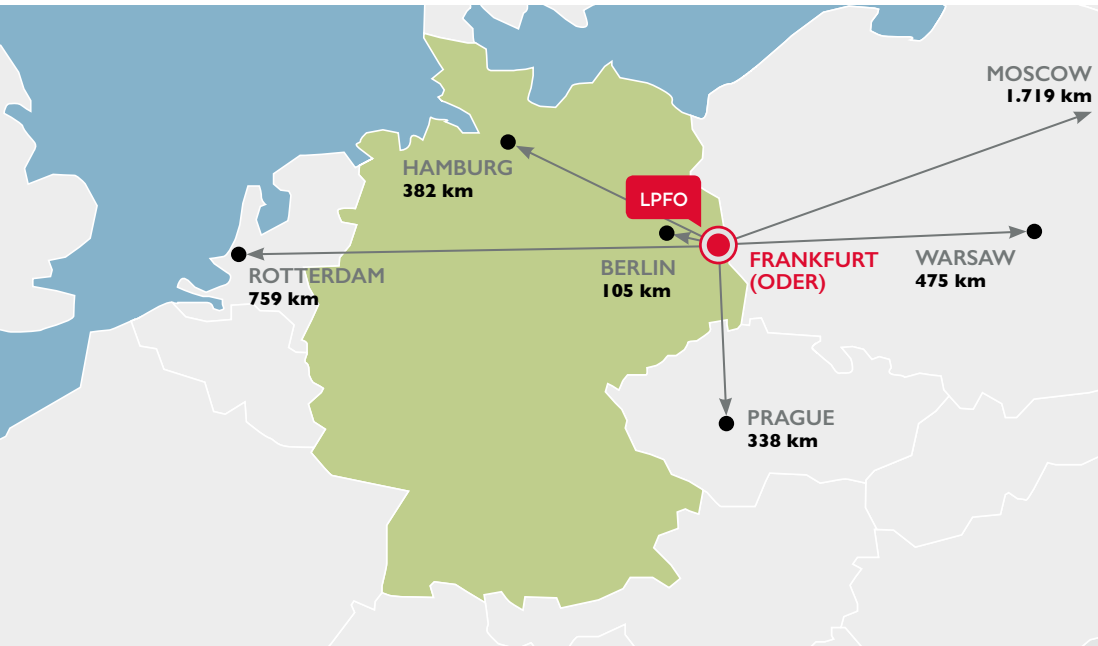 MOSCOW
1.719 km
HAMBURG
382 km
LPFO
ROTTERDAM
759 km
BERLIN
105 km
FRANKFURT
(ODER)
WARSAW
475 km
PRAGUE
338 km